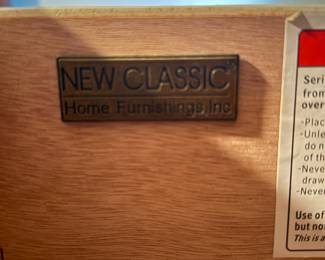 NEW CLASSIC
Home Furnishings, Inc.
Seri
from
over
-Plac
-Unle
do n
of th
-Neve
draw
-Neve
Use of
but no
This is a